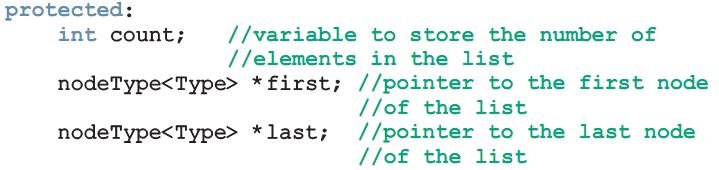 protected:
int count; //variable to store the number of
//elements in the list
nodeType<Type> *first; //pointer to the first node
//of the list
nodeType<Type> *last; //pointer to the last node
//of the list